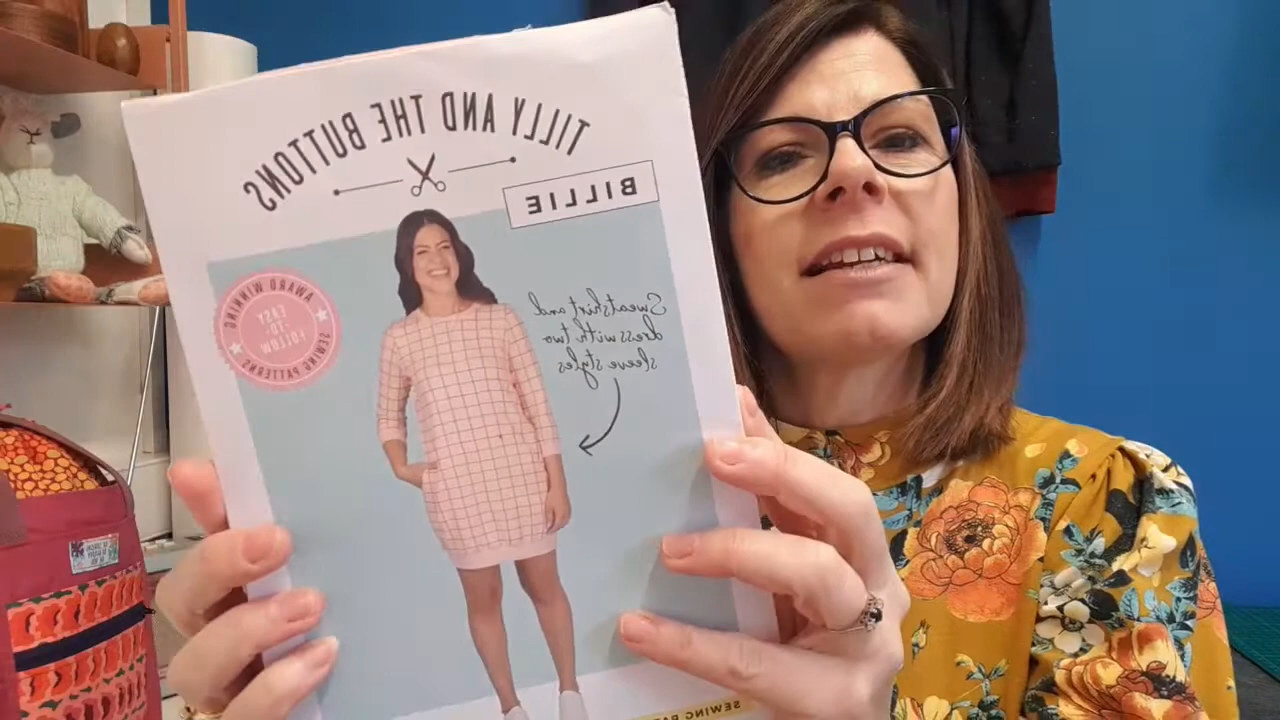 TILLY AND THE BUTTONS
BILLIE
Sweatshirt and
dress with two
sleeve styles
AWARD WINNING
EASY
-TO-
FOLLOW
SEWING PATTERNS
SEWING